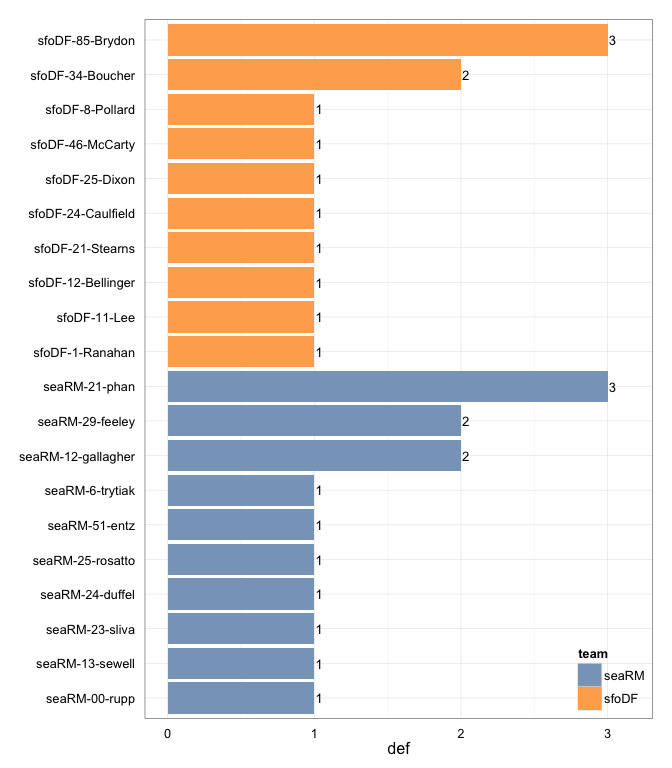 sfoDF-85-Brydon 3
sfoDF-34-Boucher 2
sfoDF-8-Pollard 1
sfoDF-46-McCarty 1
sfoDF-25-Dixon 1
sfoDF-24-Caulfield 1
sfoDF-21-Stearns 1
sfoDF-12-Bellinger 1
sfoDF-11-Lee 1
sfoDF-1-Ranahan 1
seaRM-21-phan 3
seaRM-29-feeley 2
seaRM-12-gallagher 2
seaRM-6-trytiak 1
seaRM-51-entz 1
seaRM-25-rosatto 1
seaRM-24-duffel 1
seaRM-23-sliva 1
seaRM-13-sewell 1
seaRM-00-rupp 1
team
seaRM
sfoDF
0 1 2 3
def